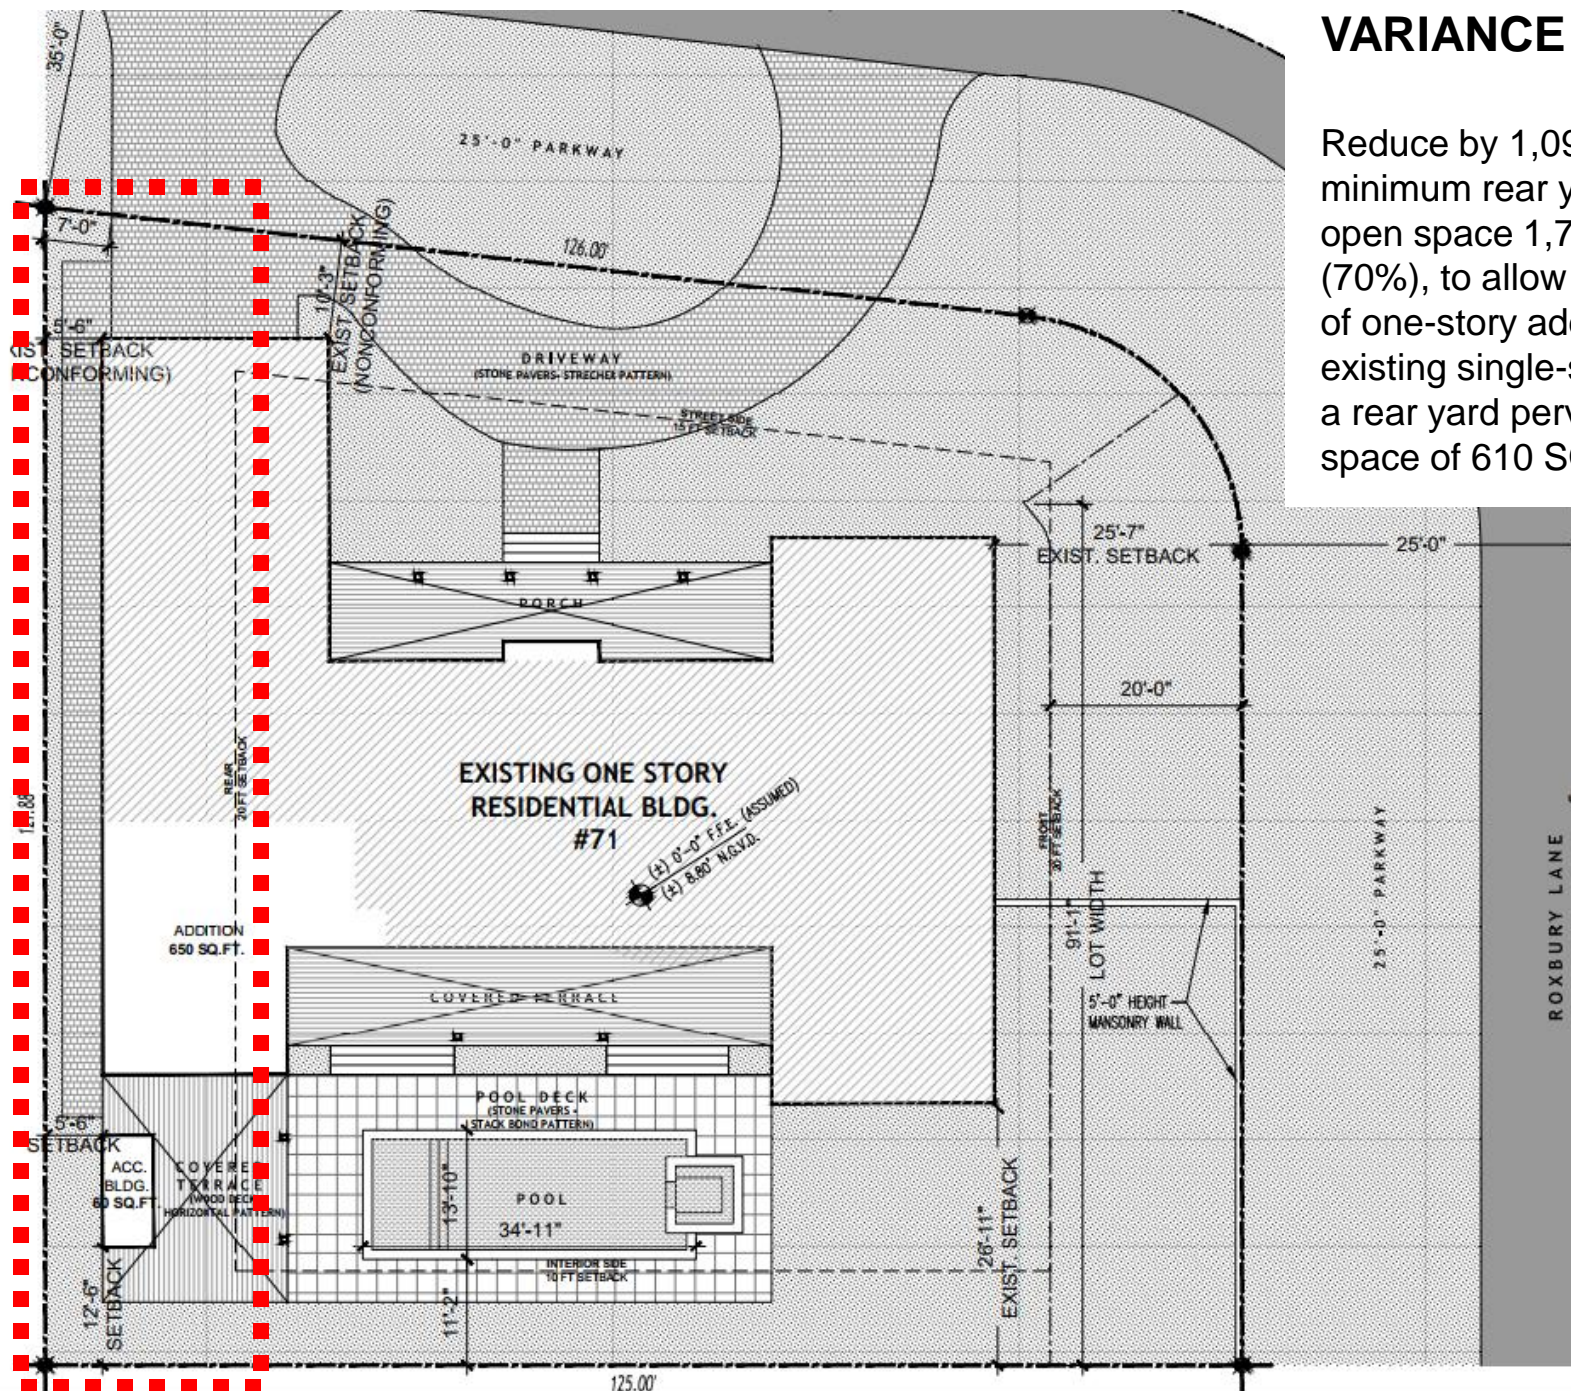 VARIANCE
Reduce by 1,09
minimum rear y
open space 1,7
(70%), to allow
of one-story add
existing single-s
a rear yard perv
space of 610 S
35'-0"
25'-0" PARKWAY
7'-0"
126.00'
10'-3"
EXIST. SETBACK
(NONCONFORMING)
5'-6"
IST. SETBACK
CONFORMING)
DRIVEWAY
(STONE PAVERS- STRECHER PATTERN)
STREET SIDE
15 FT SETBACK
25'-7"
EXIST. SETBACK
25'-0"
PORCH
20'-0"
REAR
20 FT SETBACK
EXISTING ONE STORY
RESIDENTIAL BLDG.
#71
(±) 0'-0" F.F.E. (ASSUMED)
(±) 8.80' N.G.V.D.
FRONT
20 FT SETBACK
25'-0" PARKWAY
ROXBURY LANE
127.88
ADDITION
650 SQ.FT.
91'-1"
LOT WIDTH
COVERED TERRACE
5'-0" HEIGHT
MANSONRY WALL
POOL DECK
(STONE PAVERS -
STACK BOND PATTERN)
5'-6"
SETBACK
ACC.
BLDG.
60 SQ.FT.
COVERED
TERRACE
(WOOD DECK
HORIZONTAL PATTERN)
POOL
13'-10"
34'-11"
INTERIOR SIDE
10 FT SETBACK
26'-11"
EXIST. SETBACK
12'-6"
SETBACK
11'-2"
125.00'